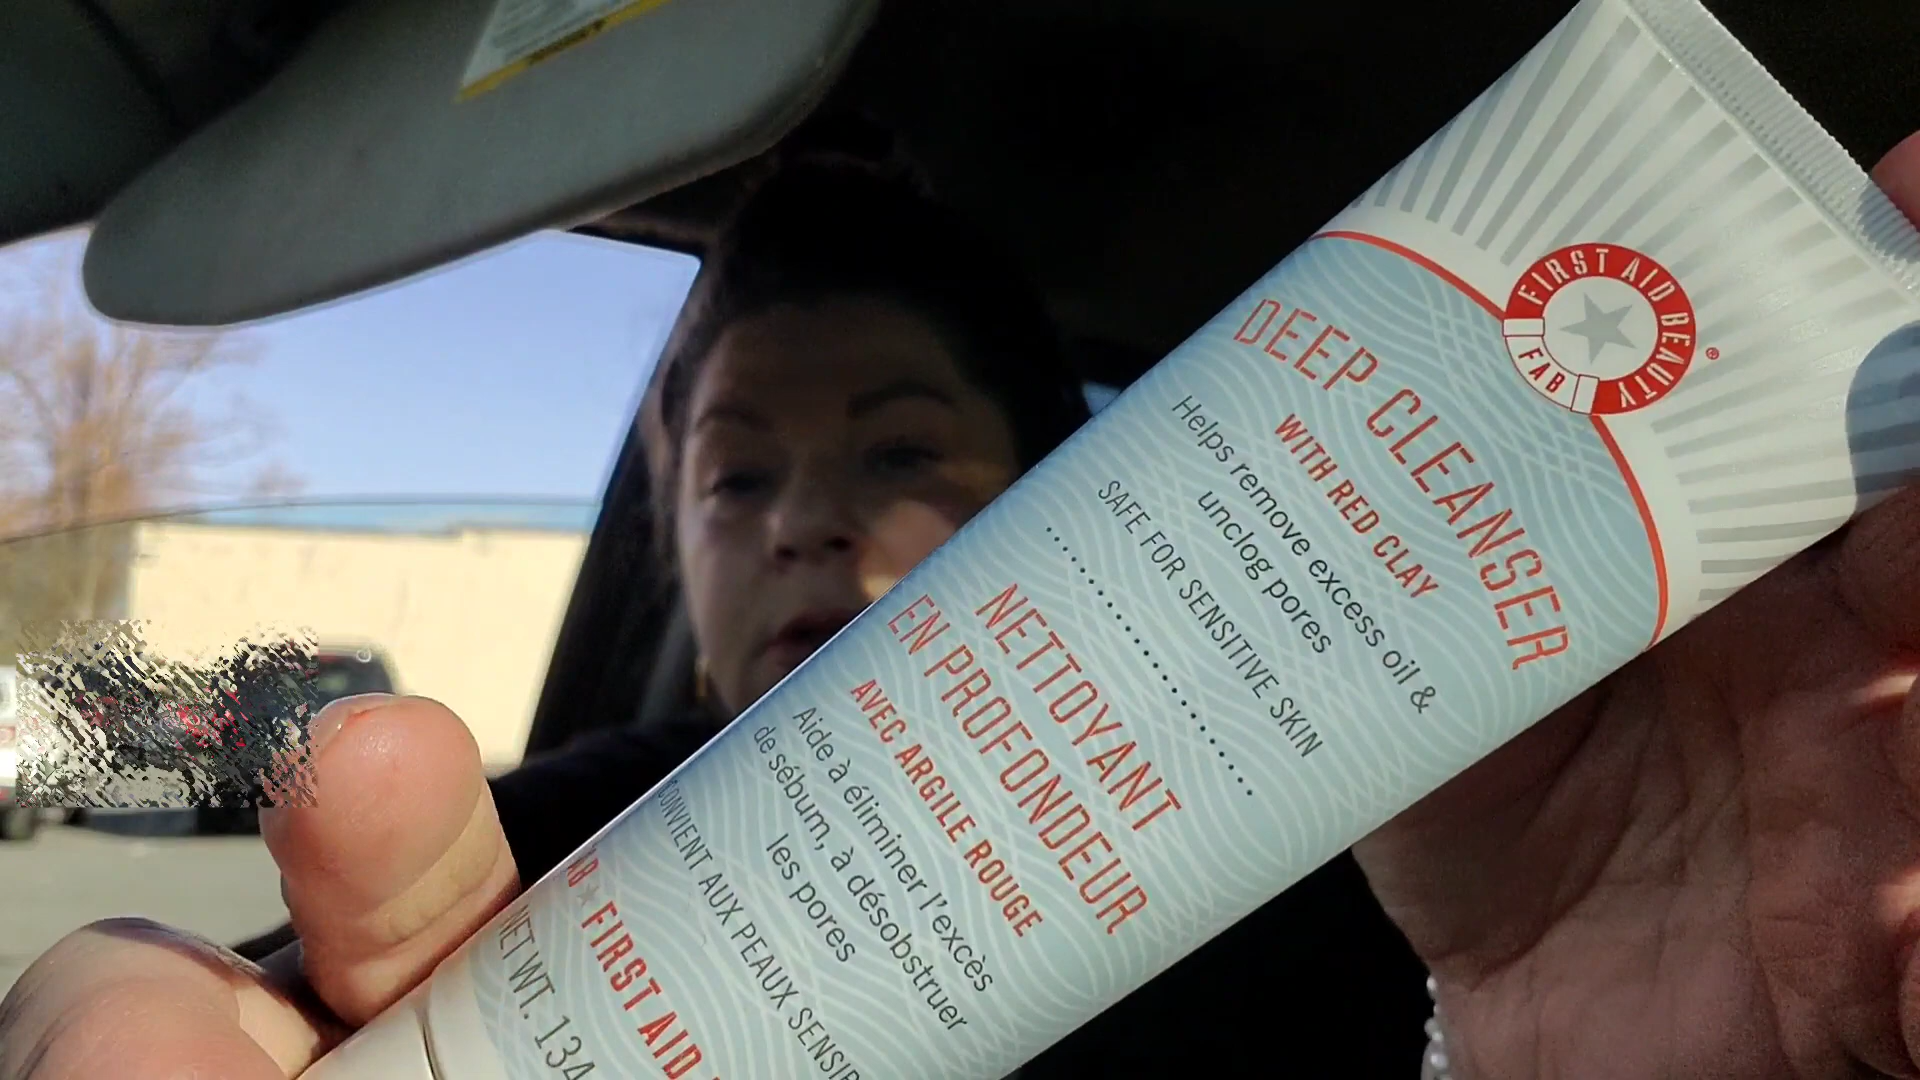 FIRST AID BEAUTY
FAB
®
DEEP CLEANSER
WITH RED CLAY
Helps remove excess oil &
unclog pores
SAFE FOR SENSITIVE SKIN
NETTOYANT
EN PROFONDEUR
AVEC ARGILE ROUGE
Aide à éliminer l'excès
de sébum, à désobstruer
les pores
CONVIENT AUX PEAUX
FIRST AID
NET WT. 134